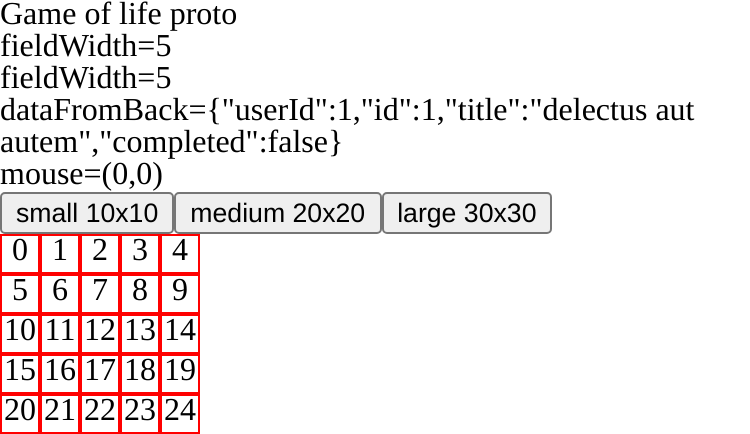 Game of life proto
fieldWidth=5
fieldWidth=5
dataFromBack={"userId":1,"id":1,"title":"delectus aut
autem","completed":false}
mouse=(0,0)
small 10x10 medium 20x20 large 30x30
0 1 2 3 4
5 6 7 8 9
10 11 12 13 14
15 16 17 18 19
20 21 22 23 24